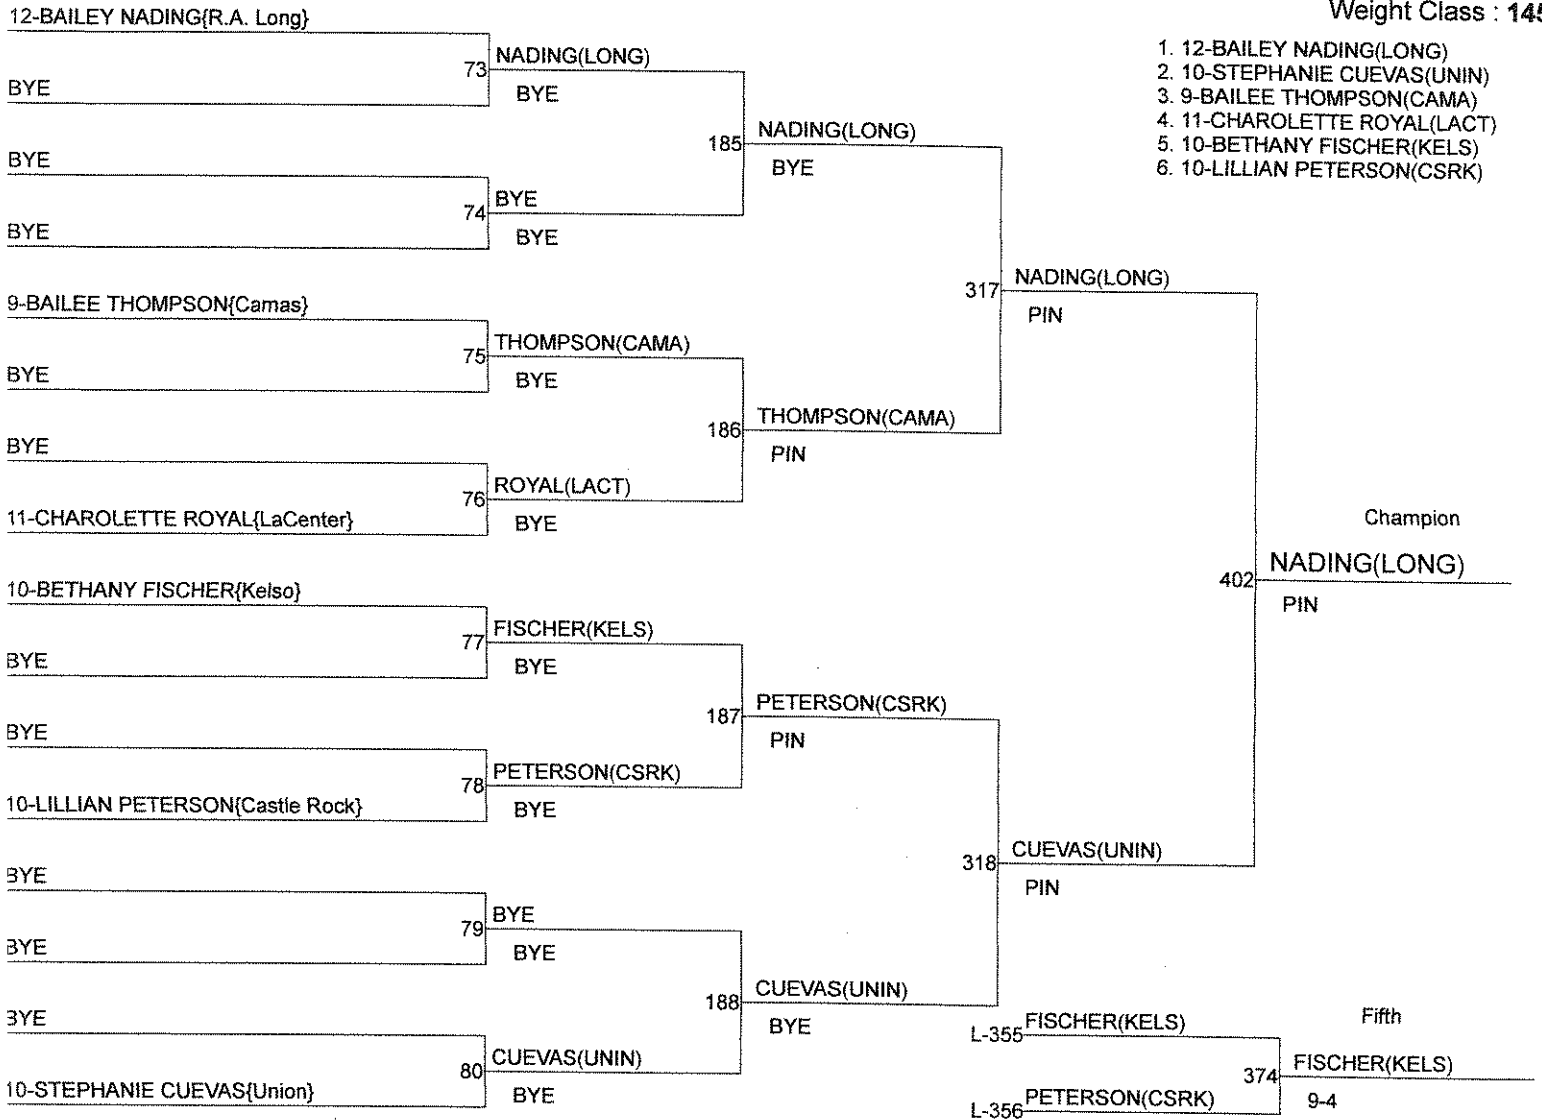 12-BAILEY NADING{R.A. Long}
Weight Class : 145
1. 12-BAILEY NADING(LONG)
2. 10-STEPHANIE CUEVAS(UNIN)
3. 9-BAILEE THOMPSON(CAMA)
4. 11-CHAROLETTE ROYAL(LACT)
5. 10-BETHANY FISCHER(KELS)
6. 10-LILLIAN PETERSON(CSRK)
73 NADING(LONG)
BYE
BYE
185 NADING(LONG)
BYE
BYE
74 BYE
BYE
BYE
317 NADING(LONG)
PIN
9-BAILEE THOMPSON{Camas}
75 THOMPSON(CAMA)
BYE
BYE
186 THOMPSON(CAMA)
PIN
BYE
76 ROYAL(LACT)
BYE
11-CHAROLETTE ROYAL{LaCenter}
Champion
402 NADING(LONG)
PIN
10-BETHANY FISCHER{Kelso}
77 FISCHER(KELS)
BYE
BYE
187 PETERSON(CSRK)
PIN
BYE
78 PETERSON(CSRK)
BYE
10-LILLIAN PETERSON{Castle Rock}
318 CUEVAS(UNIN)
PIN
BYE
79 BYE
BYE
BYE
188 CUEVAS(UNIN)
BYE
BYE
80 CUEVAS(UNIN)
BYE
10-STEPHANIE CUEVAS{Union}
L-355 FISCHER(KELS)
Fifth
374 FISCHER(KELS)
9-4
L-356 PETERSON(CSRK)